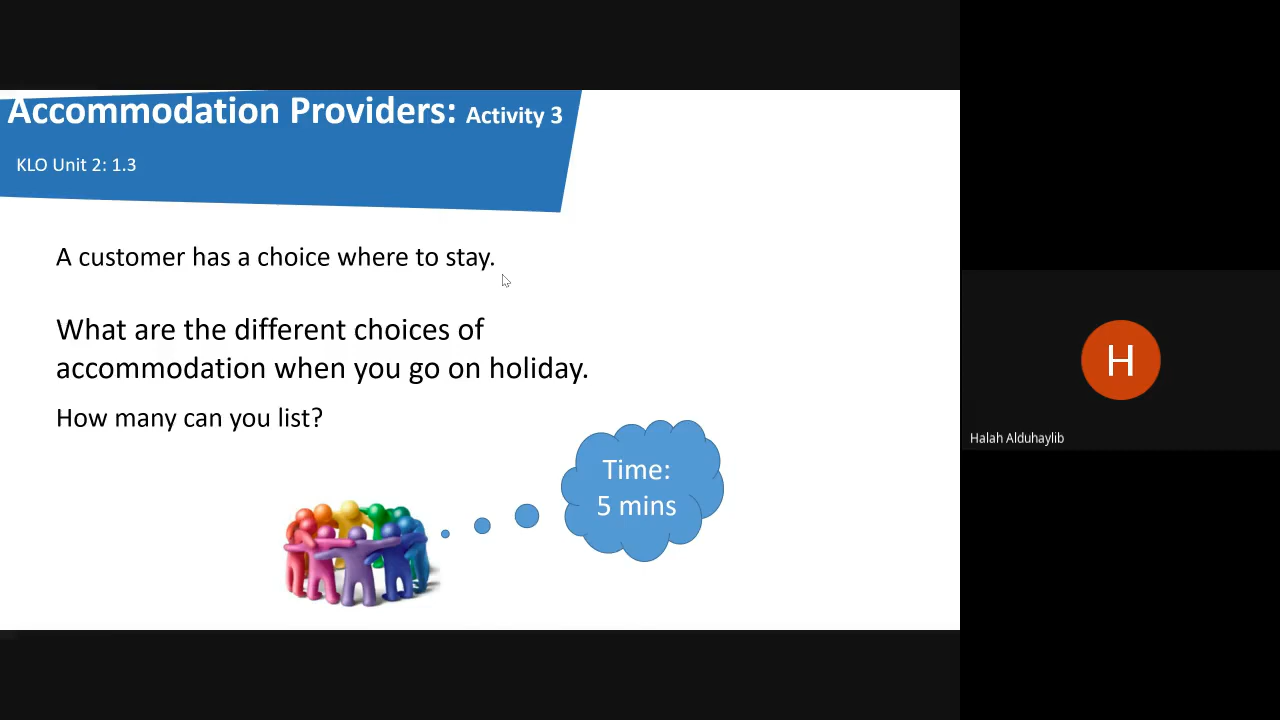 Accommodation Providers: Activity 3
KLO Unit 2: 1.3
A customer has a choice where to stay.
What are the different choices of
accommodation when you go on holiday.
How many can you list?
Time:
5 mins
H
Halah Alduhaylib